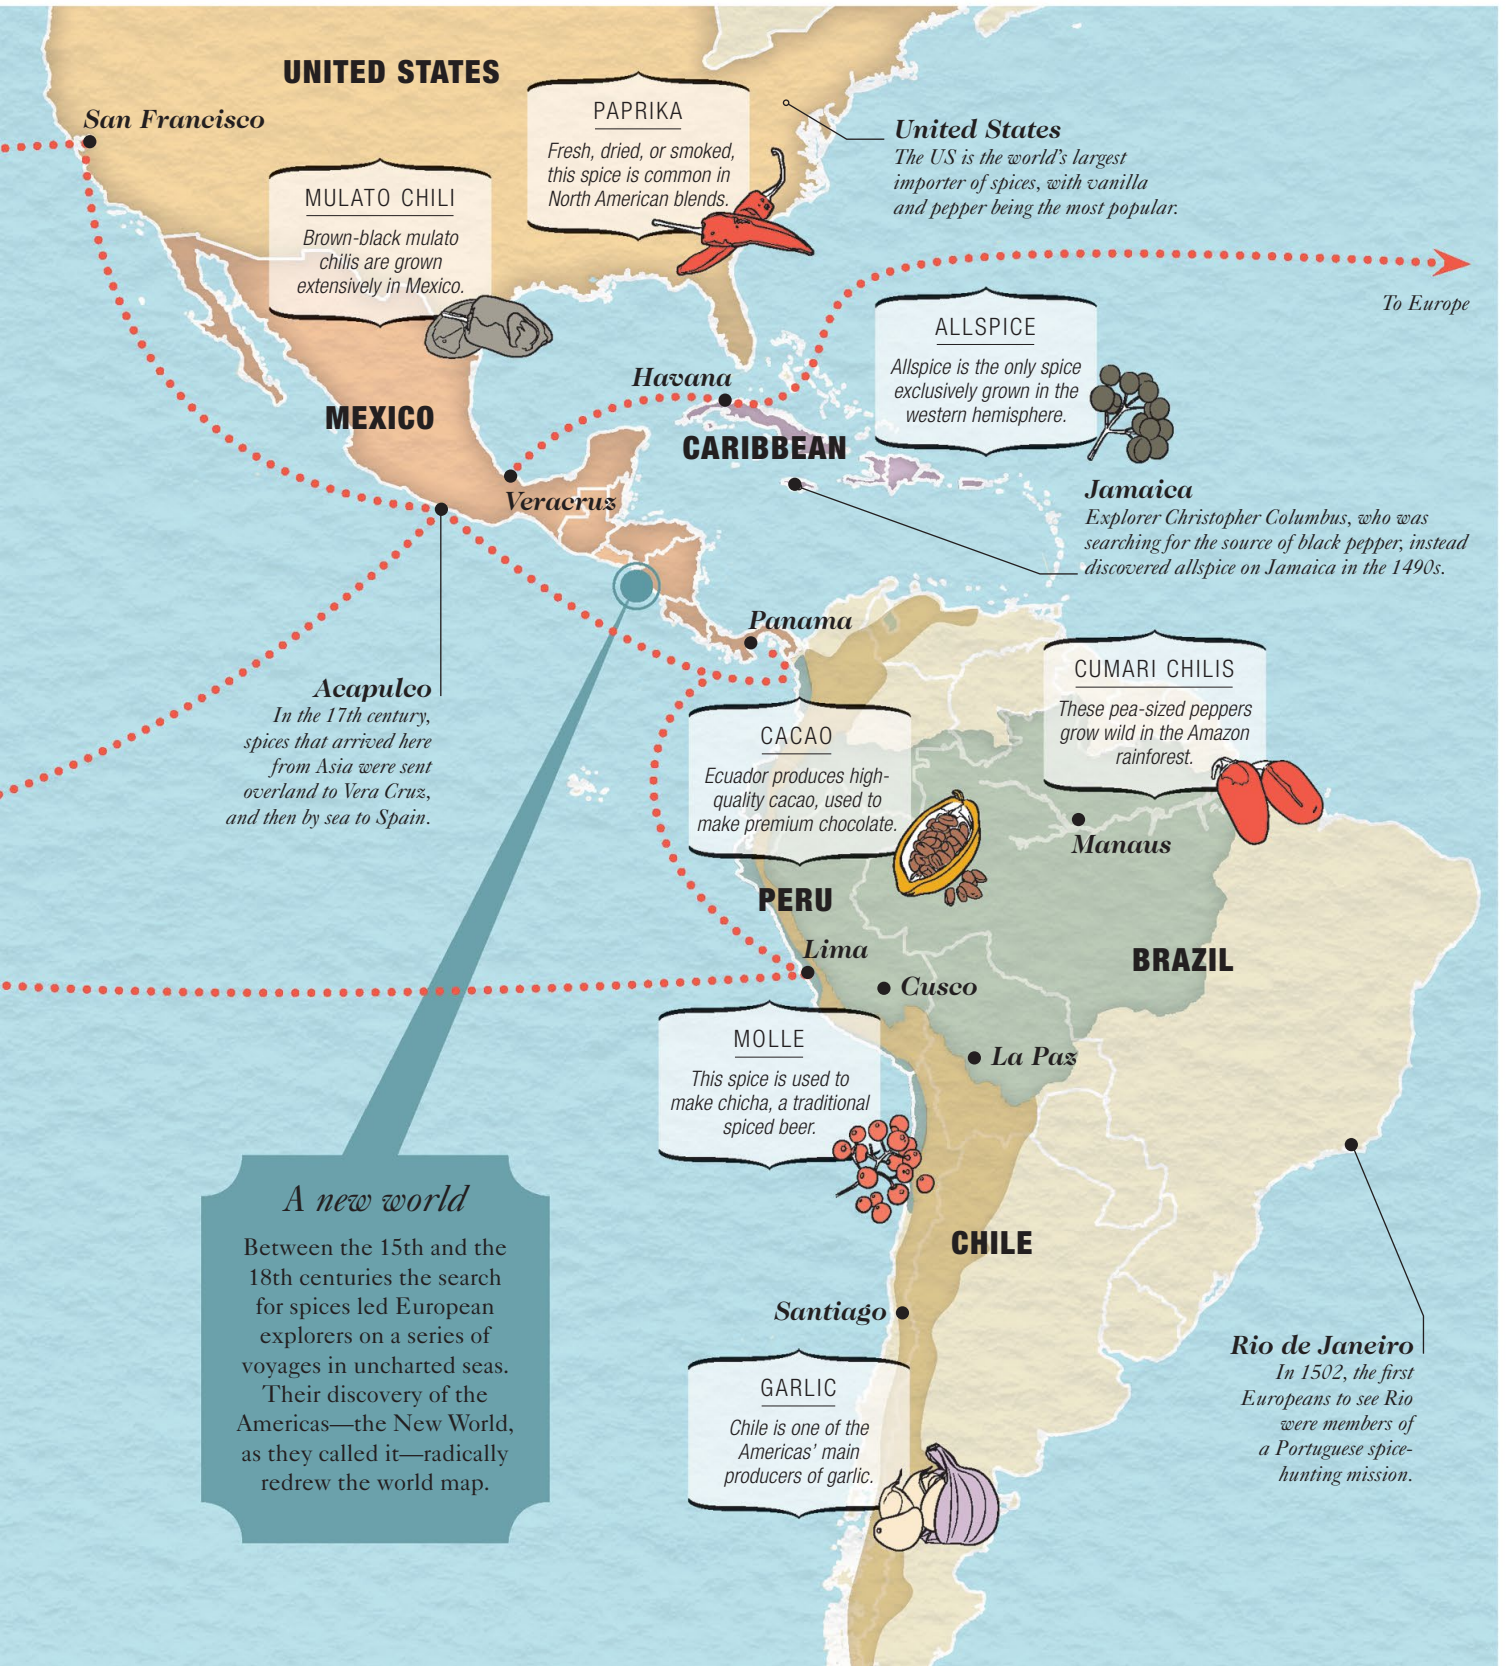 UNITED STATES
San Francisco
PAPRIKA
Fresh, dried, or smoked,
this spice is common in
North American blends.
United States
The US is the world's largest
importer of spices, with vanilla
and pepper being the most popular.
MULATO CHILI
Brown-black mulato
chilis are grown
extensively in Mexico.
To Europe
ALLSPICE
Allspice is the only spice
exclusively grown in the
western hemisphere.
Havana
MEXICO
CARIBBEAN
Veracruz
Jamaica
Explorer Christopher Columbus, who was
searching for the source of black pepper, instead
discovered allspice on Jamaica in the 1490s.
Panama
Acapulco
In the 17th century,
spices that arrived here
from Asia were sent
overland to Vera Cruz,
and then by sea to Spain.
CUMARI CHILIS
These pea-sized peppers
grow wild in the Amazon
rainforest.
CACAO
Ecuador produces high-
quality cacao, used to
make premium chocolate.
Manaus
PERU
Lima
BRAZIL
Cusco
MOLLE
This spice is used to
make chicha, a traditional
spiced beer.
La Paz
A new world
Between the 15th and the
18th centuries the search
for spices led European
explorers on a series of
voyages in uncharted seas.
Their discovery of the
Americas—the New World,
as they called it—radically
redrew the world map.
CHILE
Santiago
Rio de Janeiro
In 1502, the first
Europeans to see Rio
were members of
a Portuguese spice-
hunting mission.
GARLIC
Chile is one of the
Americas' main
producers of garlic.